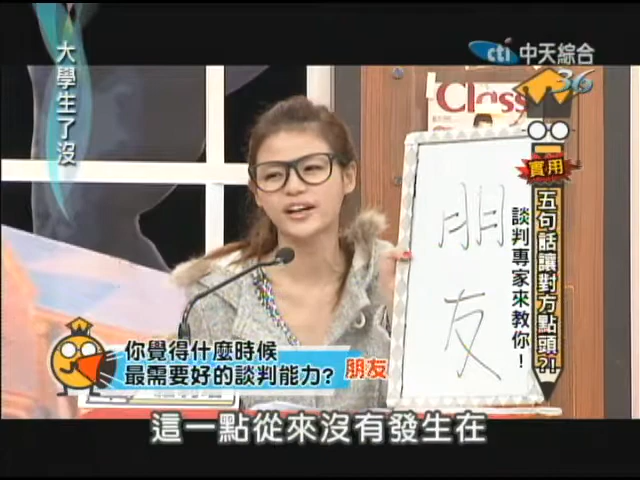 大學生了沒
cti 中天綜合
36
Class
實用
五句話讓對方點頭?!
談判專家來教你！
朋友
你覺得什麼時候
最需要好的談判能力?
朋友
這一點從來沒有發生在